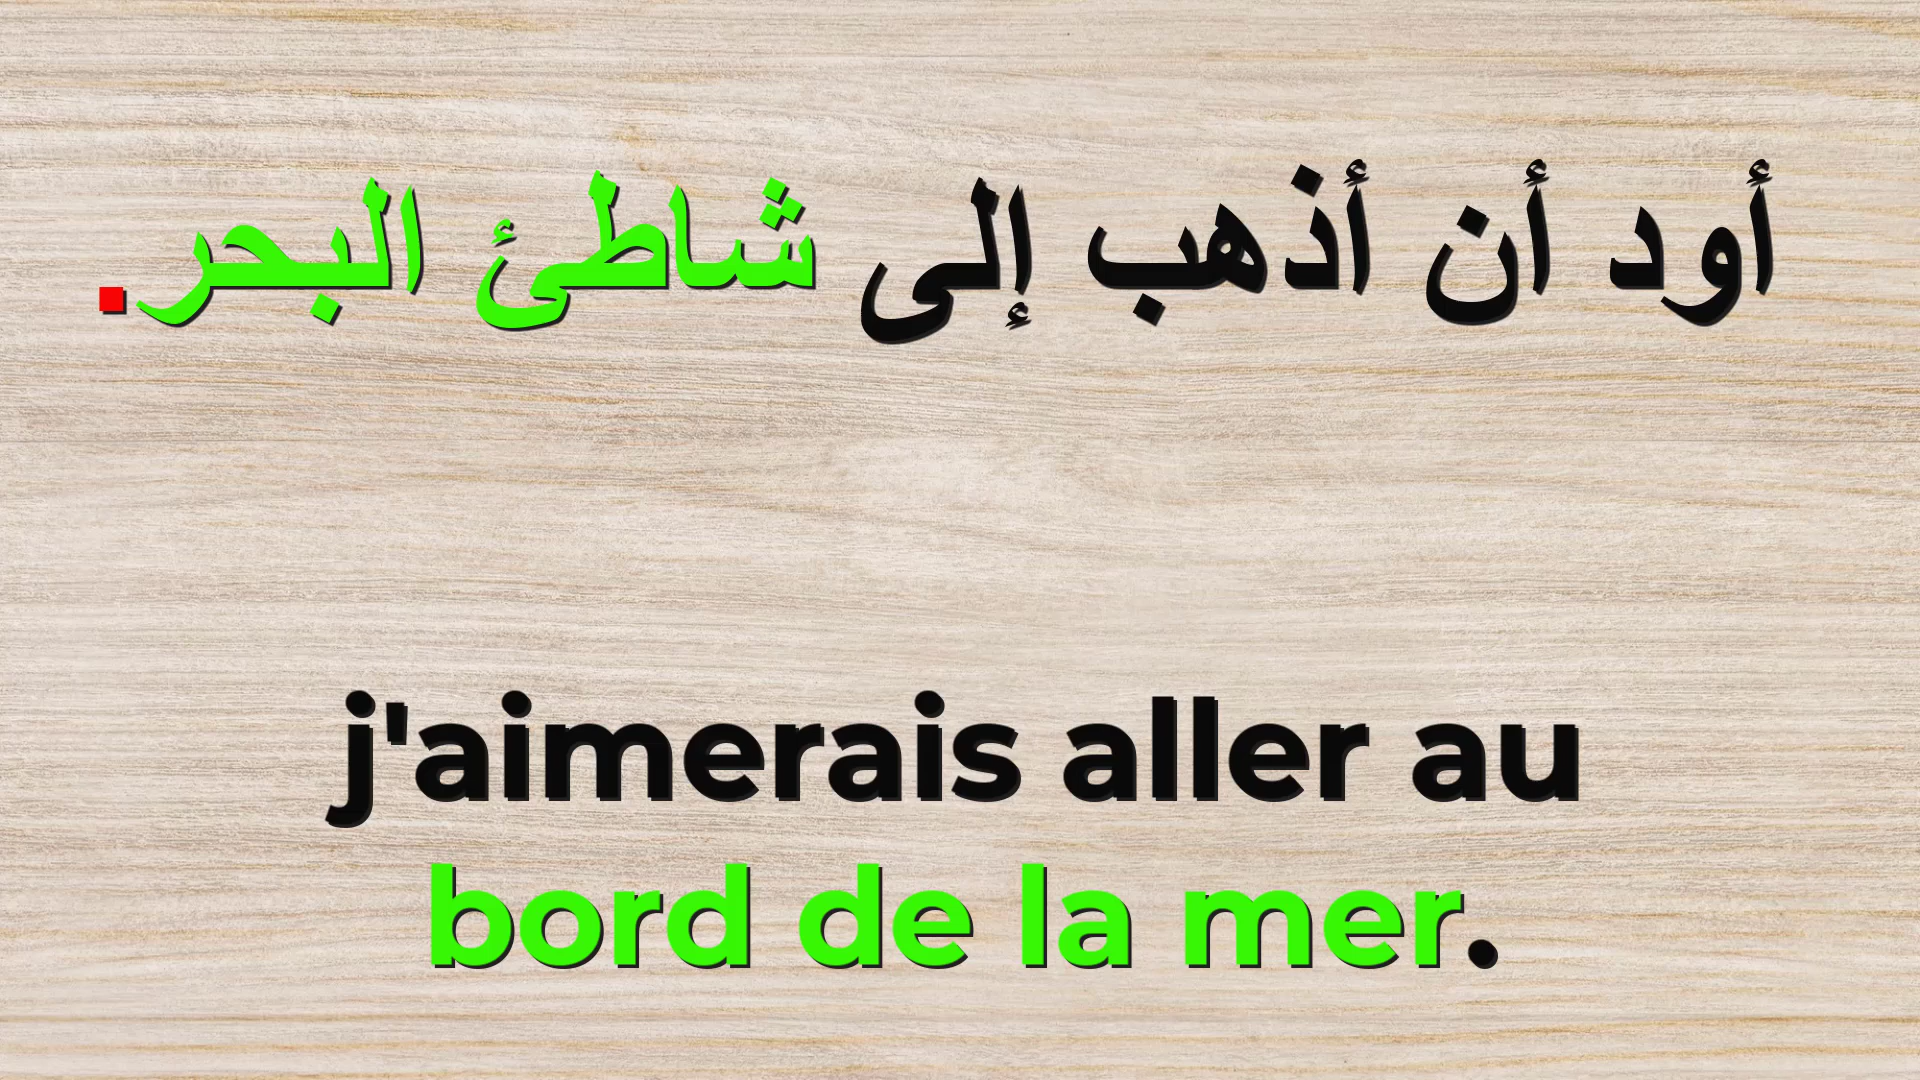 أود أن أذهب إلى شاطئ البحر.
j'aimerais aller au
bord de la mer.